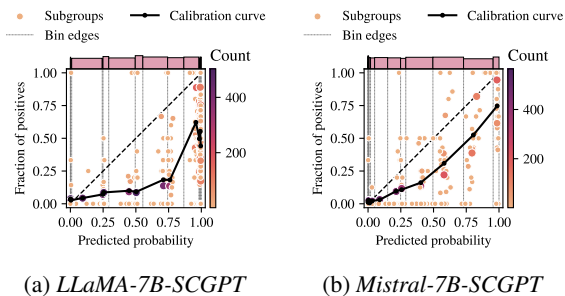 Subgroups
Calibration curve
Bin edges
Count
1.00
0.75
0.50
0.25
0.00
Fraction of positives
0.00 0.25 0.50 0.75 1.00
Predicted probability
400
200
(a) LLaMA-7B-SCGPT
Subgroups
Calibration curve
Bin edges
Count
1.00
0.75
0.50
0.25
0.00
Fraction of positives
0.00 0.25 0.50 0.75 1.00
Predicted probability
400
200
(b) Mistral-7B-SCGPT